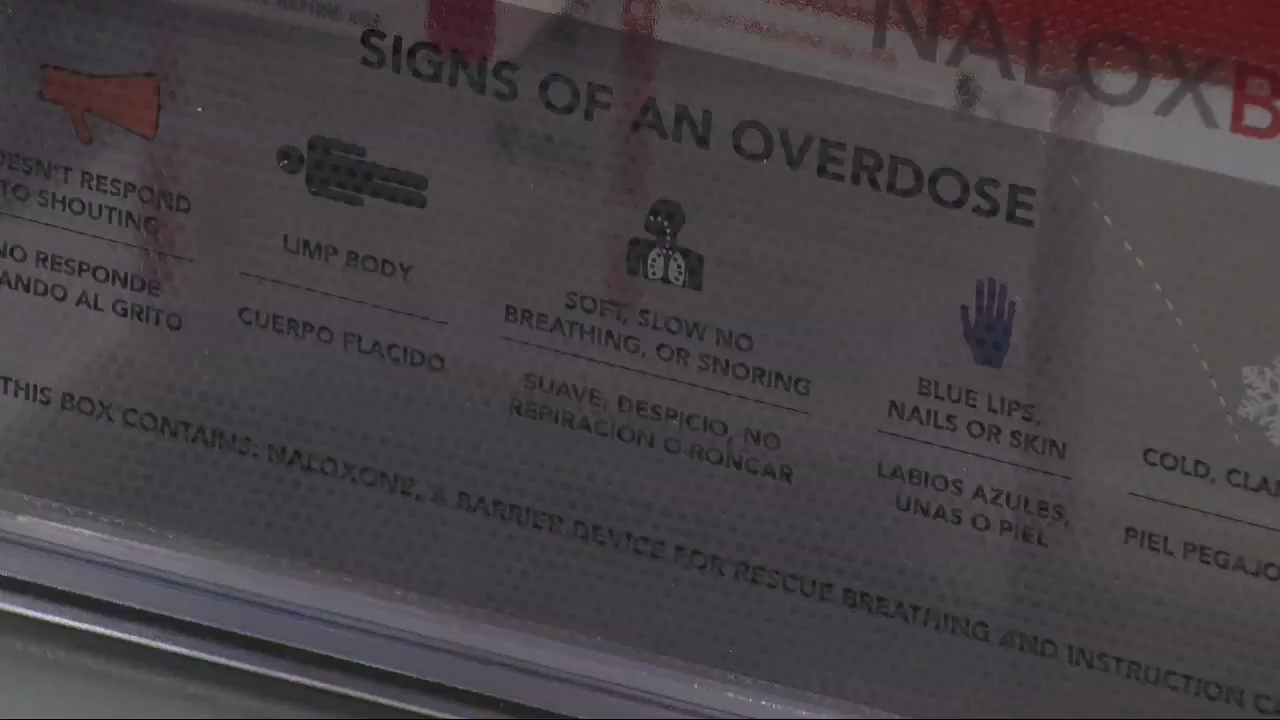 NALOXB
SIGNS OF AN OVERDOSE
OESN'T RESPOND
TO SHOUTING
NO RESPONDE
ANDO AL GRITO
LIMP BODY
CUERPO FLACIDO
SOFT, SLOW NO
BREATHING, OR SNORING
SUAVE, DESPICIO, NO
REPIRACION O RONCAR
BLUE LIPS,
NAILS OR SKIN
LABIOS AZULES,
UNAS O PIEL
COLD, CLA
PIEL PEGAJO
THIS BOX CONTAINS: NALOXONE, A BARRIER DEVICE FOR RESCUE BREATHING AND INSTRUCTION C